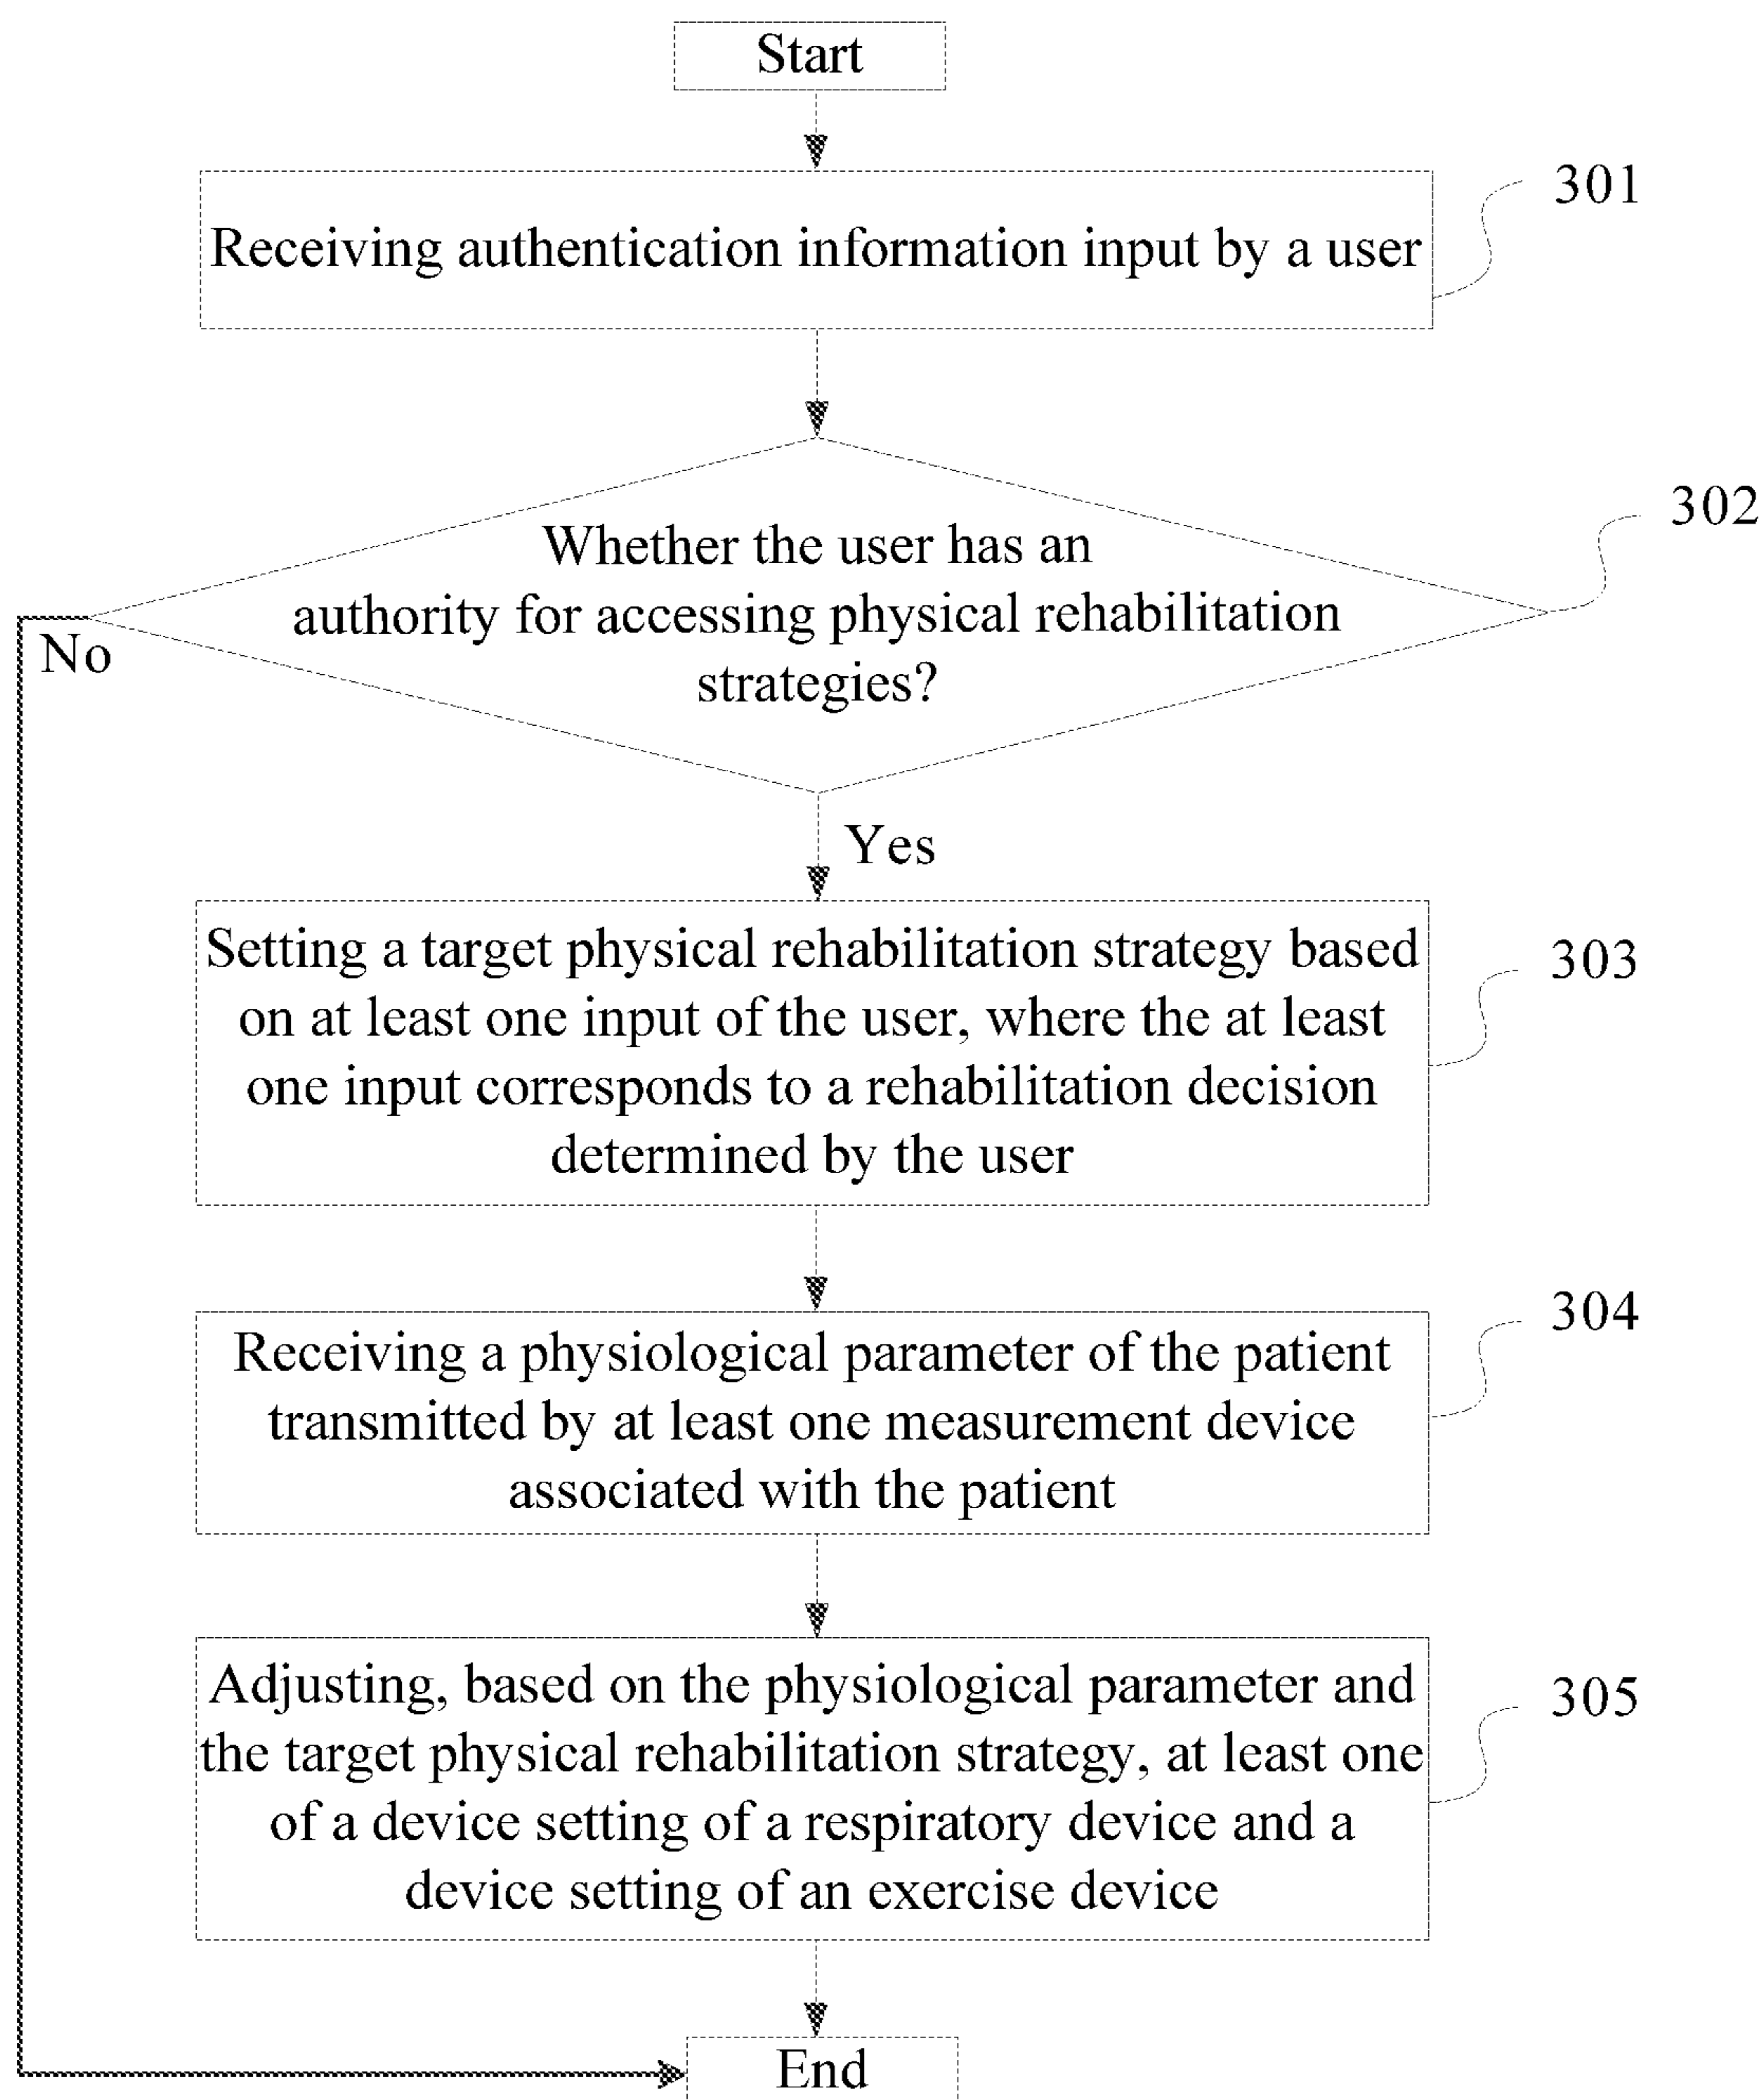 Start
Receiving authentication information input by a user
301
Whether the user has an
authority for accessing physical rehabilitation
strategies?
302
No
Yes
Setting a target physical rehabilitation strategy based
on at least one input of the user, where the at least
one input corresponds to a rehabilitation decision
determined by the user
303
Receiving a physiological parameter of the patient
transmitted by at least one measurement device
associated with the patient
304
Adjusting, based on the physiological parameter and
the target physical rehabilitation strategy, at least one
of a device setting of a respiratory device and a
device setting of an exercise device
305
End